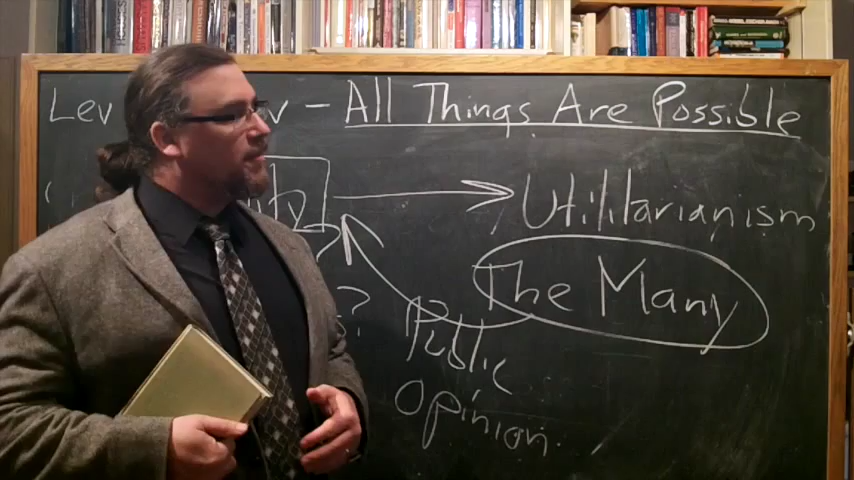 Lev – All Things Are Possible
Utilitarianism
The Many
?
Public
Opinion